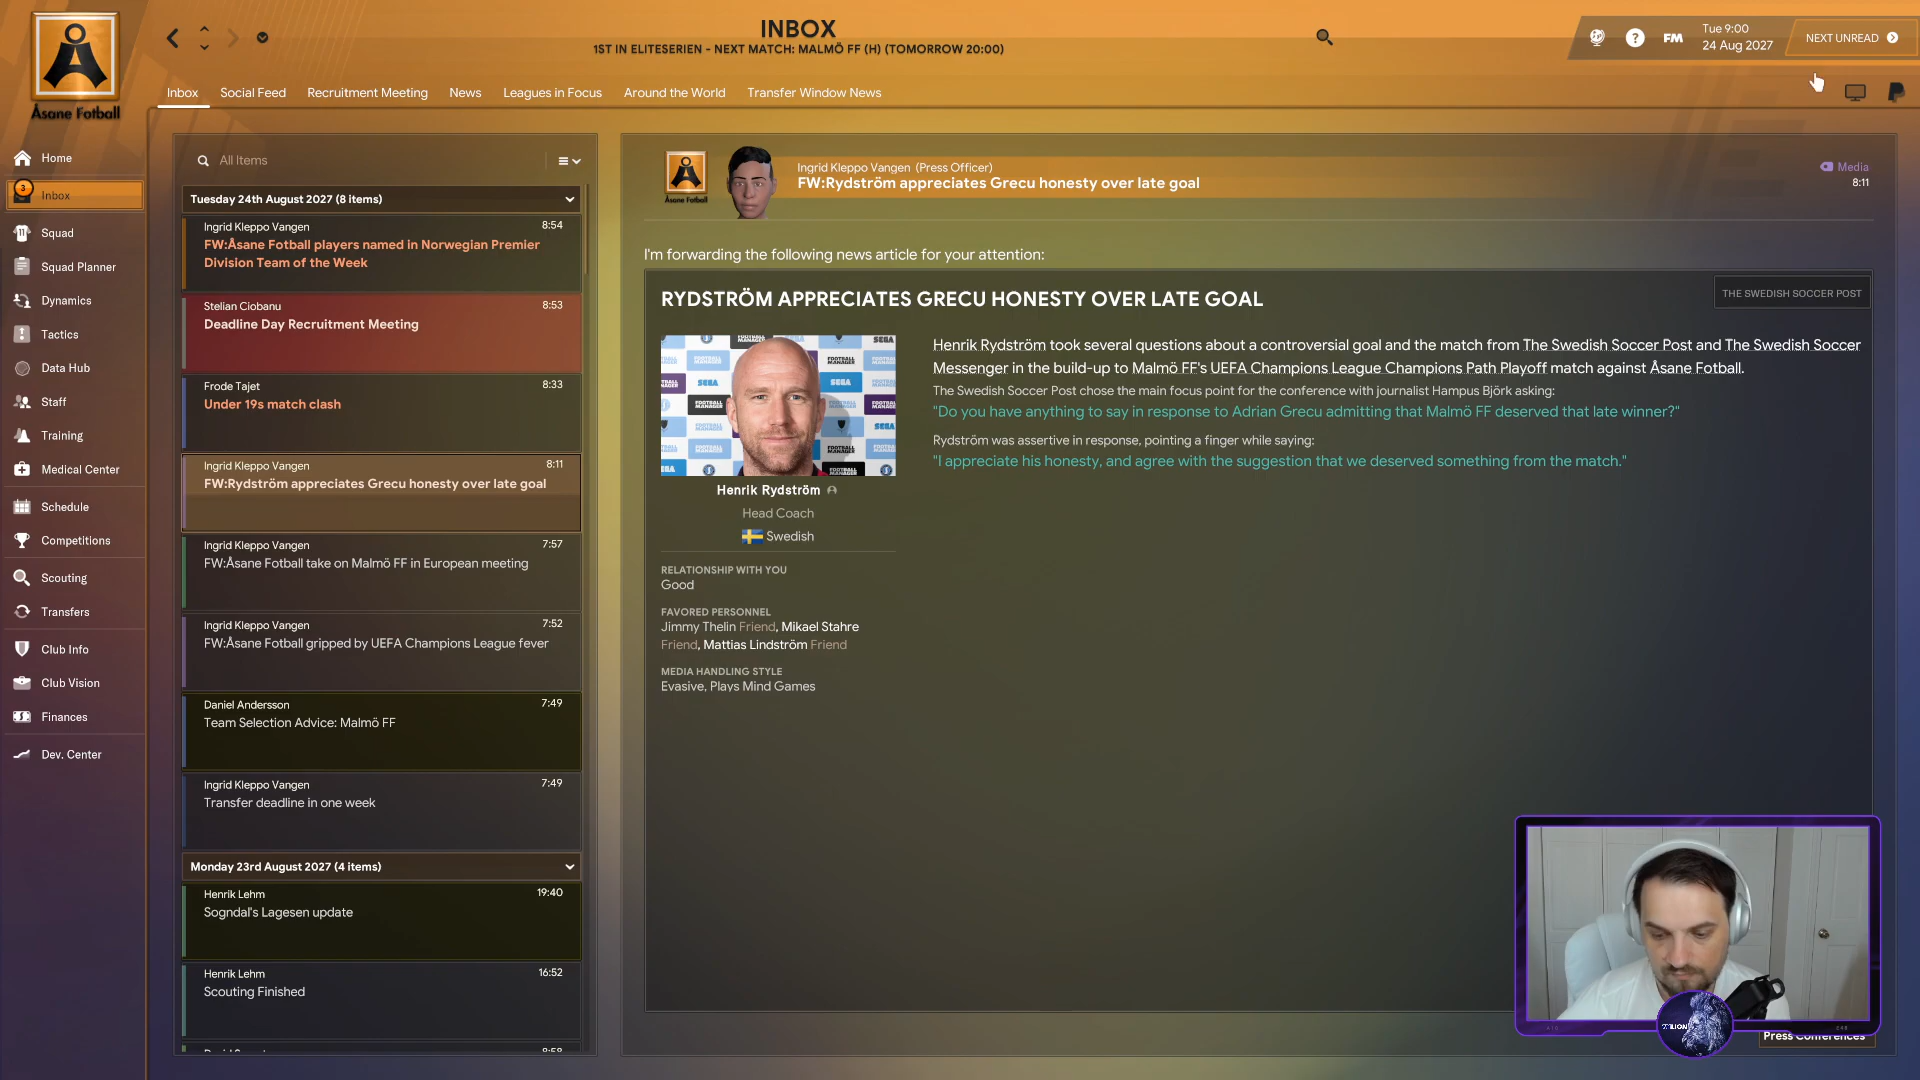 INBOX
1ST IN ELITESERIEN - NEXT MATCH: MALMÖ FF (H) (TOMORROW 20:00)
FM
Tue 9:00
24 Aug 2027
NEXT UNREAD
Åsane Fotball
Inbox
Social Feed
Recruitment Meeting
News
Leagues in Focus
Around the World
Transfer Window News
Home
3
Inbox
Squad
Squad Planner
Dynamics
Tactics
Data Hub
Staff
Training
Medical Center
Schedule
Competitions
Scouting
Transfers
Club Info
Club Vision
Finances
Dev. Center
All Items
Tuesday 24th August 2027 (8 items)
Ingrid Kleppo Vangen 8:54
FW:Åsane Fotball players named in Norwegian Premier
Division Team of the Week
Stelian Ciobanu 8:53
Deadline Day Recruitment Meeting
Frode Tajet 8:33
Under 19s match clash
Ingrid Kleppo Vangen 8:11
FW:Rydström appreciates Grecu honesty over late goal
Ingrid Kleppo Vangen 7:57
FW:Åsane Fotball take on Malmö FF in European meeting
Ingrid Kleppo Vangen 7:52
FW:Åsane Fotball gripped by UEFA Champions League fever
Daniel Andersson 7:49
Team Selection Advice: Malmö FF
Ingrid Kleppo Vangen 7:49
Transfer deadline in one week
Monday 23rd August 2027 (4 items)
Henrik Lehm 19:40
Sogndal's Lagesen update
Henrik Lehm 16:52
Scouting Finished
Åsane Fotball
Ingrid Kleppo Vangen (Press Officer)
FW:Rydström appreciates Grecu honesty over late goal
Media
8:11
I'm forwarding the following news article for your attention:
RYDSTRÖM APPRECIATES GRECU HONESTY OVER LATE GOAL
THE SWEDISH SOCCER POST
SEGA
FOOTBALL MANAGER
Henrik Rydström took several questions about a controversial goal and the match from The Swedish Soccer Post and The Swedish Soccer
Messenger in the build-up to Malmö FF's UEFA Champions League Champions Path Playoff match against Åsane Fotball.
The Swedish Soccer Post chose the main focus point for the conference with journalist Hampus Björk asking:
"Do you have anything to say in response to Adrian Grecu admitting that Malmö FF deserved that late winner?"
Rydström was assertive in response, pointing a finger while saying:
"I appreciate his honesty, and agree with the suggestion that we deserved something from the match."
Henrik Rydström
Head Coach
Swedish
RELATIONSHIP WITH YOU
Good
FAVORED PERSONNEL
Jimmy Thelin Friend, Mikael Stahre
Friend, Mattias Lindström Friend
MEDIA HANDLING STYLE
Evasive, Plays Mind Games
Press Conferences